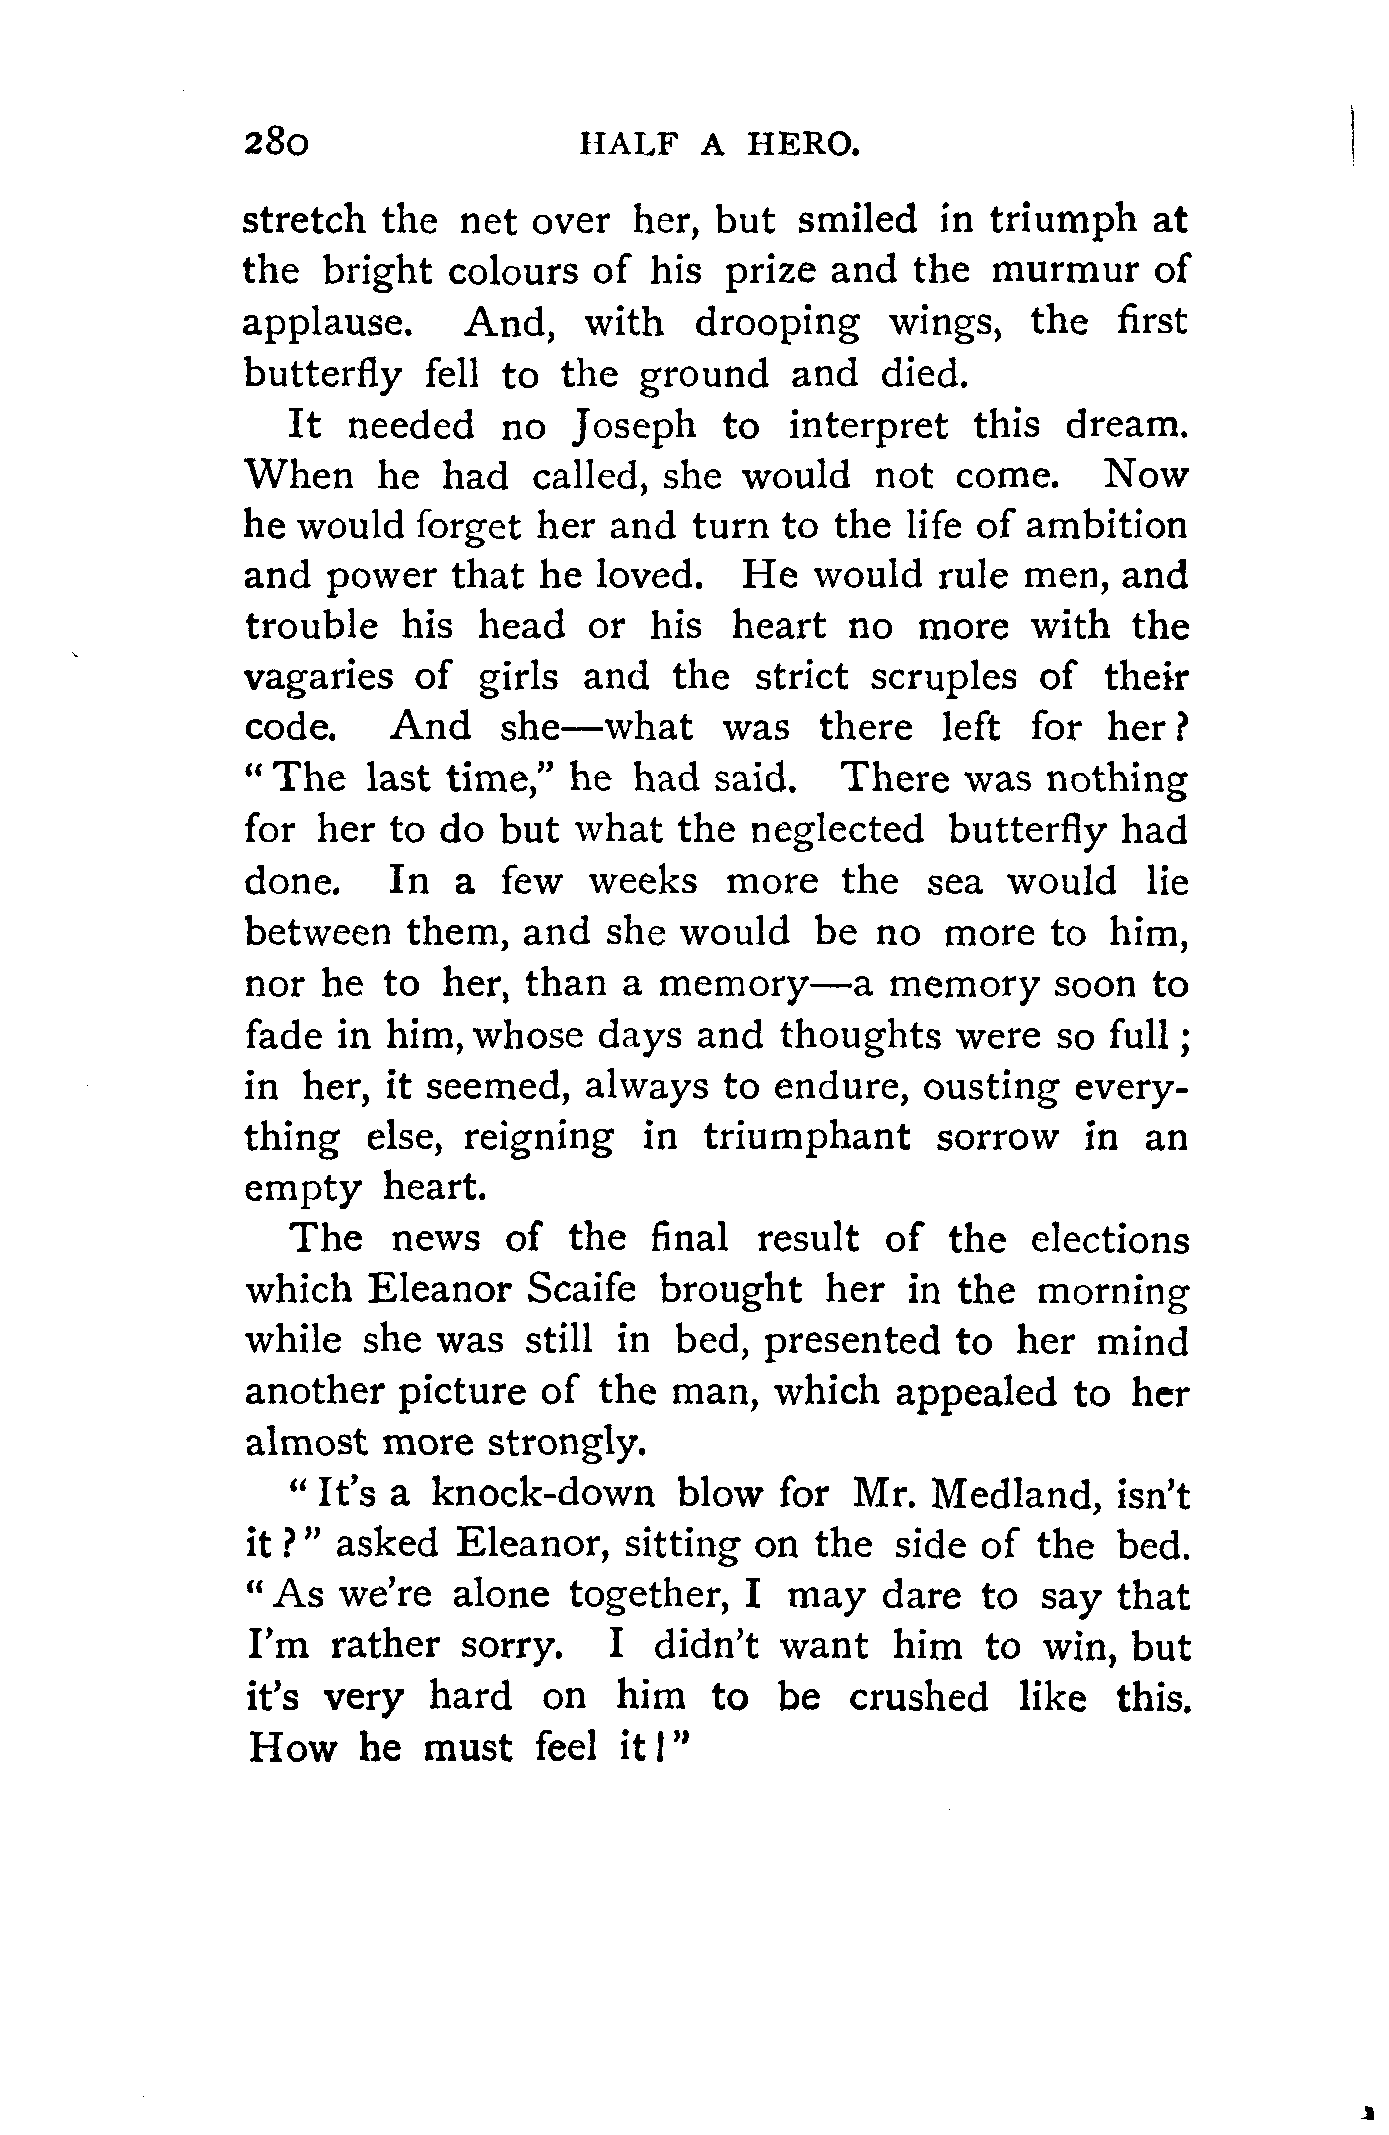 280 HALF A HERO.
stretch the net over her, but smiled in triumph at
the bright colours of his prize and the murmur of
applause. And, with drooping wings, the first
butterfly fell to the ground and died.
It needed no Joseph to interpret this dream.
When he had called, she would not come. Now
he would forget her and turn to the life of ambition
and power that he loved. He would rule men, and
trouble his head or his heart no more with the
vagaries of girls and the strict scruples of their
code. And she—what was there left for her?
"The last time," he had said. There was nothing
for her to do but what the neglected butterfly had
done. In a few weeks more the sea would lie
between them, and she would be no more to him,
nor he to her, than a memory—a memory soon to
fade in him, whose days and thoughts were so full;
in her, it seemed, always to endure, ousting every-
thing else, reigning in triumphant sorrow in an
empty heart.
The news of the final result of the elections
which Eleanor Scaife brought her in the morning
while she was still in bed, presented to her mind
another picture of the man, which appealed to her
almost more strongly.
"It's a knock-down blow for Mr. Medland, isn't
it?" asked Eleanor, sitting on the side of the bed.
"As we're alone together, I may dare to say that
I'm rather sorry. I didn't want him to win, but
it's very hard on him to be crushed like this.
How he must feel it!"